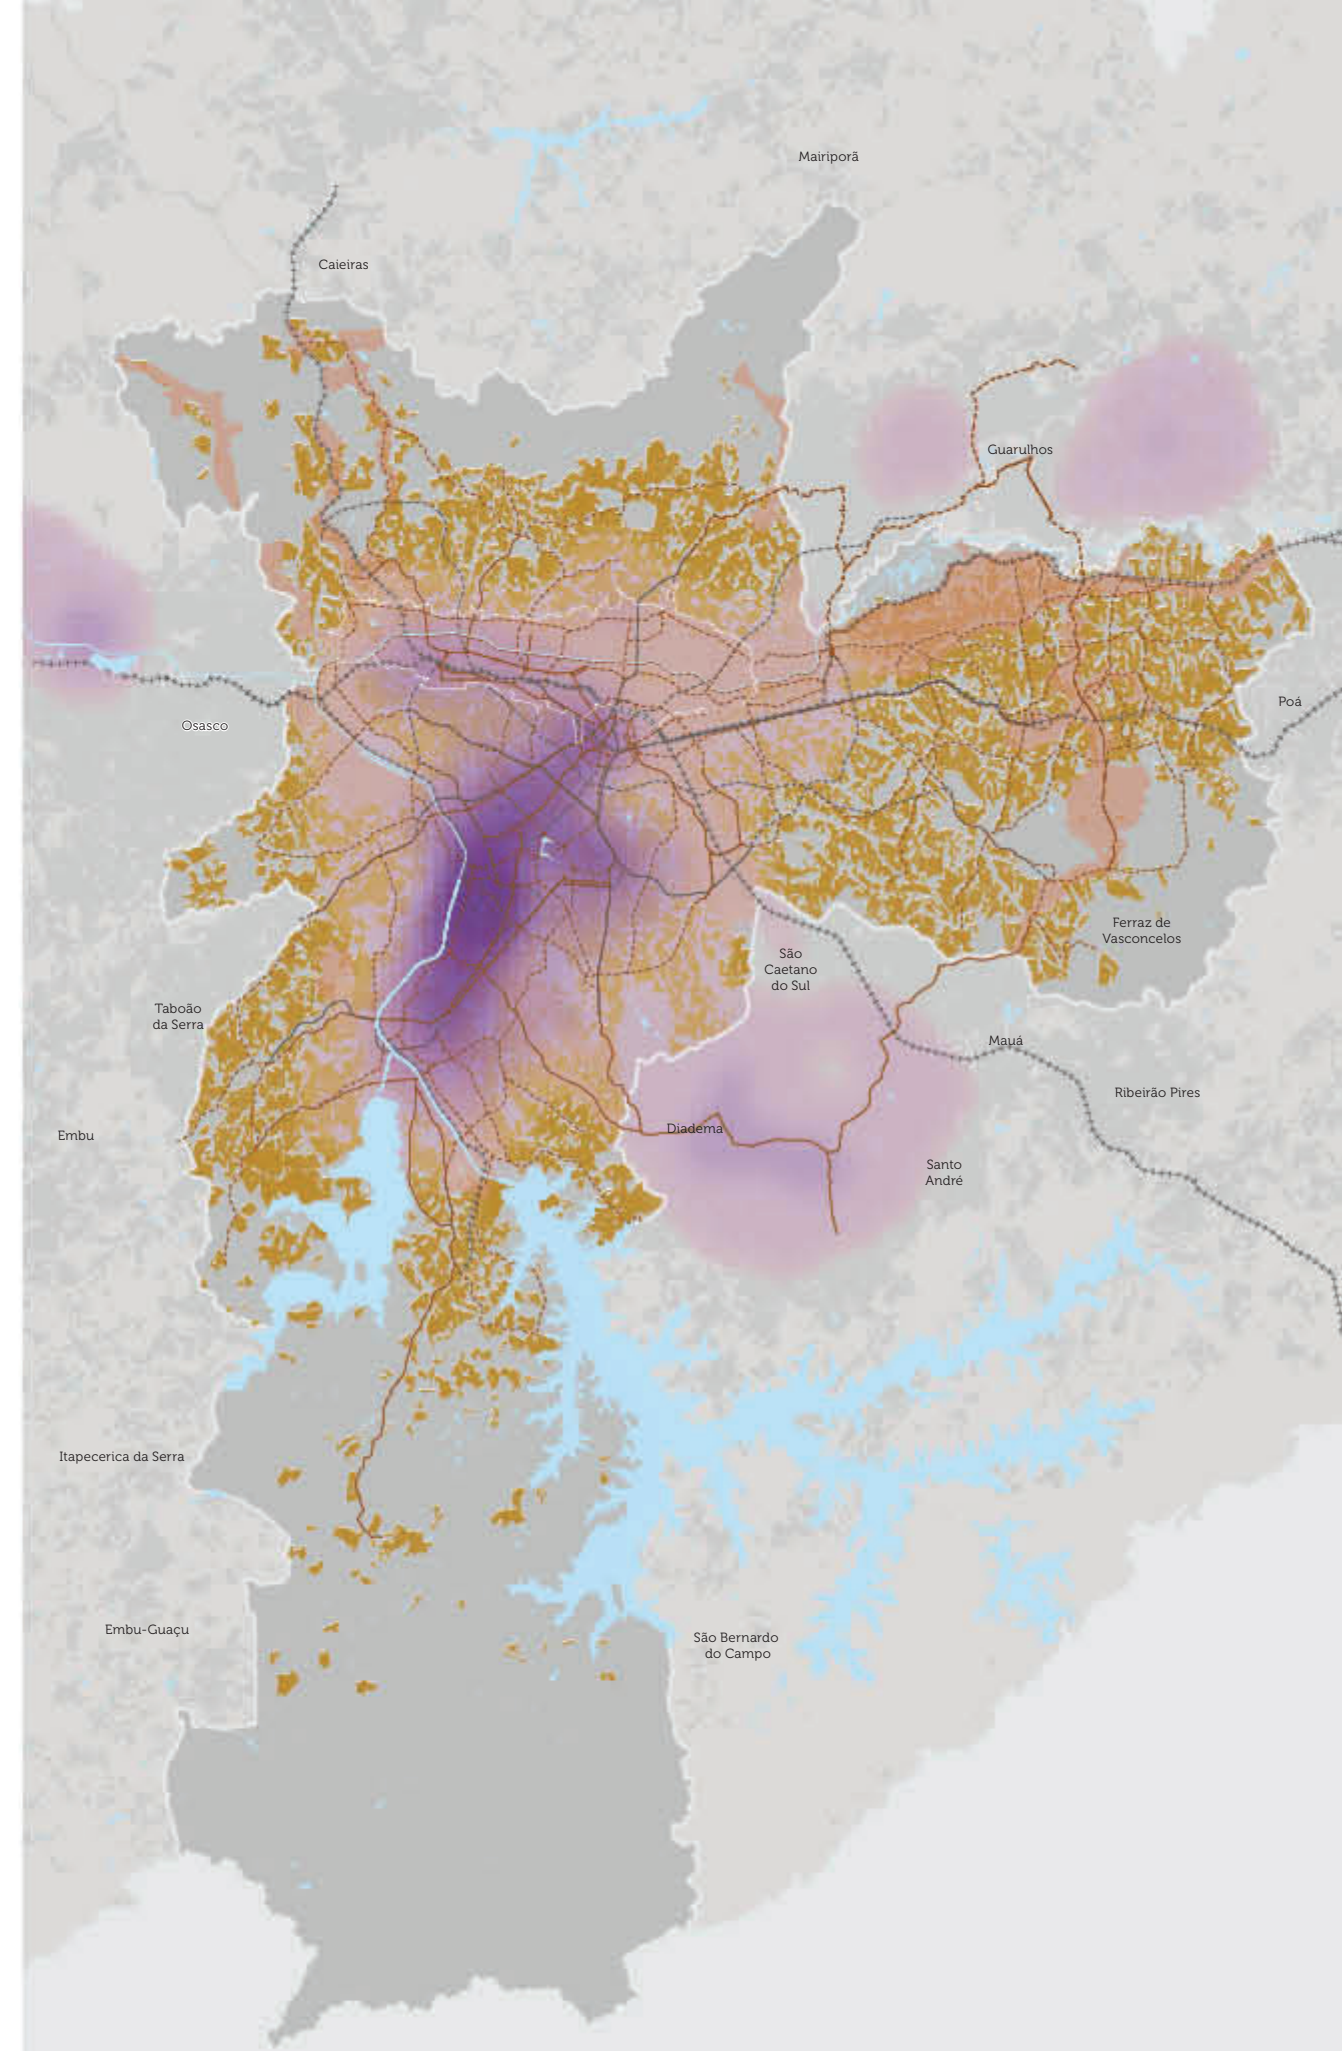 Mairiporã
Caieiras
Guarulhos
Poá
Osasco
Ferraz de
Vasconcelos
São
Caetano
do Sul
Taboão
da Serra
Mauá
Ribeirão Pires
Diadema
Embu
Santo
André
Itapecerica da Serra
Embu-Guaçu
São Bernardo
do Campo